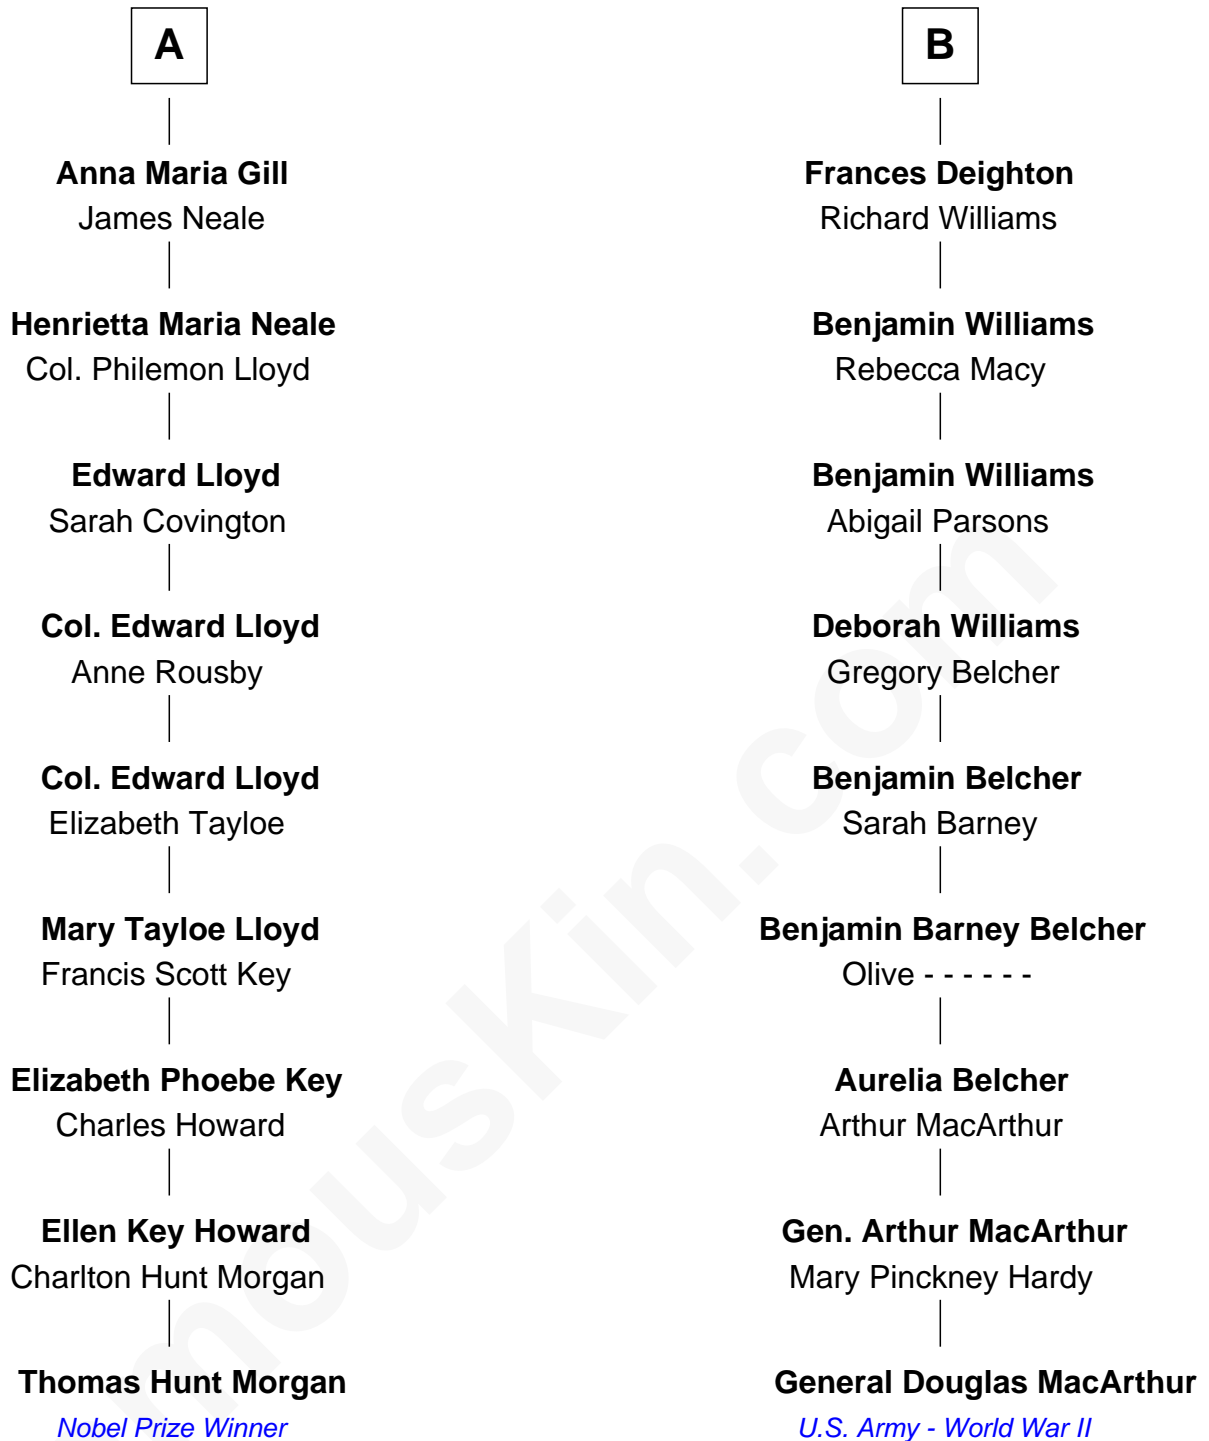 A
Anna Maria Gill
James Neale
Henrietta Maria Neale
Col. Philemon Lloyd
Edward Lloyd
Sarah Covington
Col. Edward Lloyd
Anne Rousby
Col. Edward Lloyd
Elizabeth Tayloe
Mary Tayloe Lloyd
Francis Scott Key
Elizabeth Phoebe Key
Charles Howard
Ellen Key Howard
Charlton Hunt Morgan
Thomas Hunt Morgan
Nobel Prize Winner
B
Frances Deighton
Richard Williams
Benjamin Williams
Rebecca Macy
Benjamin Williams
Abigail Parsons
Deborah Williams
Gregory Belcher
Benjamin Belcher
Sarah Barney
Benjamin Barney Belcher
Olive - - - - - -
Aurelia Belcher
Arthur MacArthur
Gen. Arthur MacArthur
Mary Pinckney Hardy
General Douglas MacArthur
U.S. Army - World War II
mousKin.com